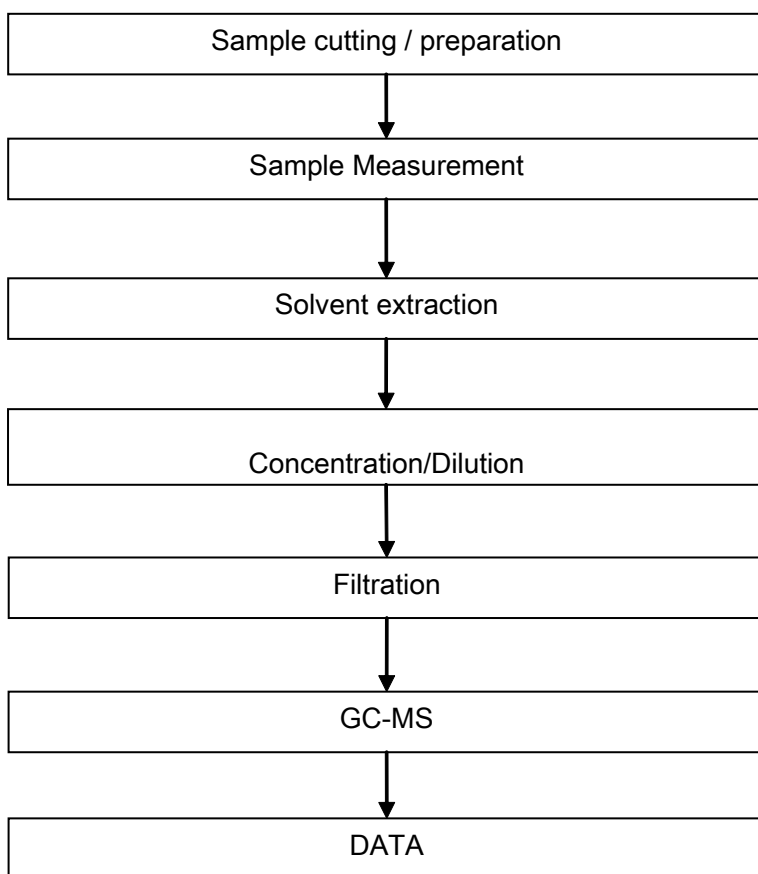 Sample cutting / preparation
Sample Measurement
Solvent extraction
Concentration/Dilution
Filtration
GC-MS
DATA